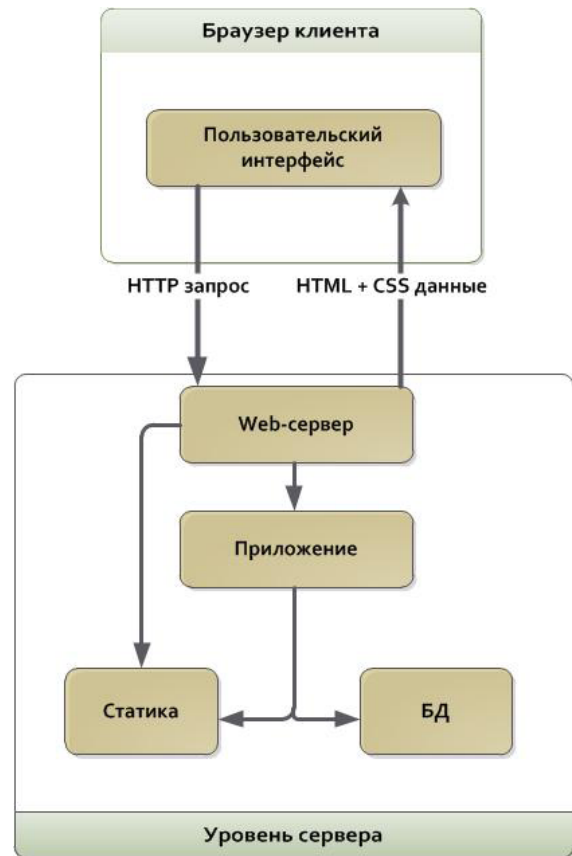 Браузер клиента
Пользовательский
интерфейс
HTTP запрос
HTML + CSS данные
Web-сервер
Приложение
Статика
БД
Уровень сервера